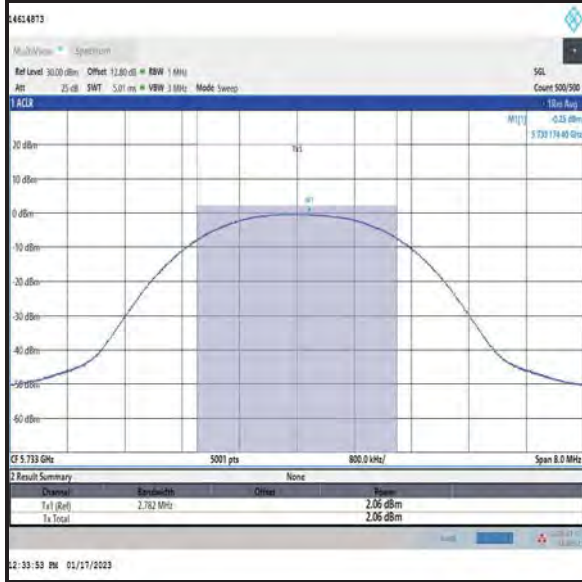 14614873
MultiView Spectrum
Ref Level 30.00 dBm Offset 12.80 dB RBW 1 MHz SGL
Att 25 dB SWT 5.01 ms VBW 3 MHz Mode Sweep Count 500/500
1 ACLR 1Rm Avg
M1[1] -0.25 dBm
5.733 174 40 GHz
Tx1
M1
20 dBm
10 dBm
0 dBm
-10 dBm
-20 dBm
-30 dBm
-40 dBm
-50 dBm
-60 dBm
CF 5.733 GHz 5001 pts 800.0 kHz/ Span 8.0 MHz
2 Result Summary None
Channel Bandwidth Offset Power
Tx1 (Ref) 2.782 MHz 2.06 dBm
Tx Total 2.06 dBm
12:33:53 PM 01/17/2023